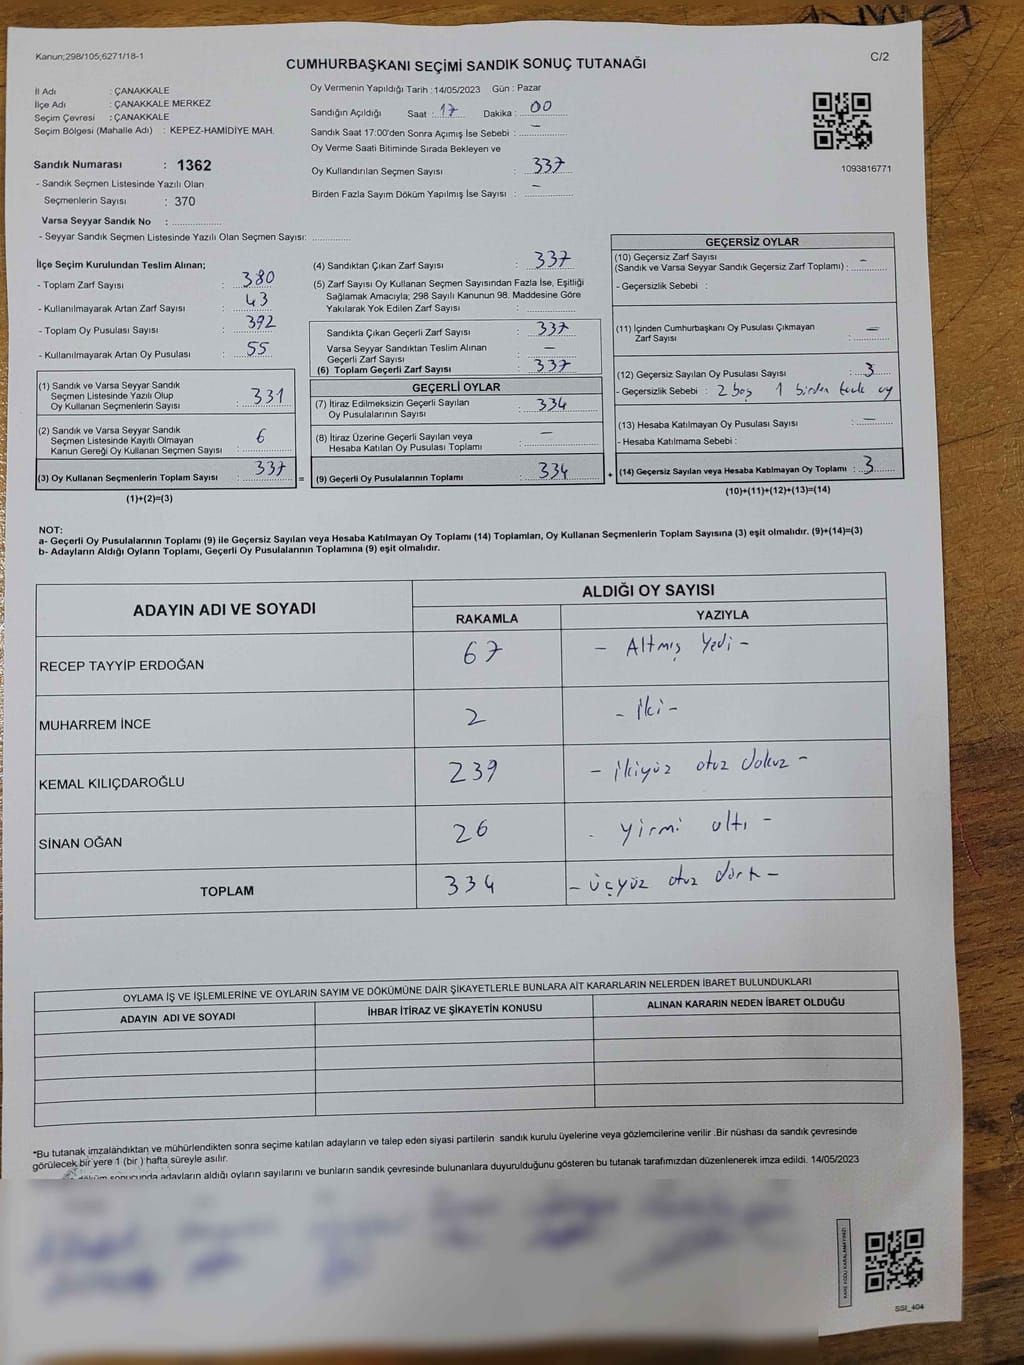 Kanun;298/105;6271/18-1
C/2
CUMHURBAŞKANI SEÇİMİ SANDIK SONUÇ TUTANAĞI
İl Adı : ÇANAKKALE
İlçe Adı : ÇANAKKALE MERKEZ
Seçim Çevresi : ÇANAKKALE
Seçim Bölgesi (Mahalle Adı) : KEPEZ-HAMİDİYE MAH.
Sandık Numarası : 1362
- Sandık Seçmen Listesinde Yazılı Olan
Seçmenlerin Sayısı : 370
Varsa Seyyar Sandık No :
- Seyyar Sandık Seçmen Listesinde Yazılı Olan Seçmen Sayısı:
Oy Vermenin Yapıldığı Tarih : 14/05/2023 Gün : Pazar
Sandığın Açıldığı Saat : 17 Dakika : 00
Sandık Saat 17:00'den Sonra Açımış İse Sebebi : —
Oy Verme Saati Bitiminde Sırada Bekleyen ve
Oy Kullandırılan Seçmen Sayısı : 337
Birden Fazla Sayım Döküm Yapılmış İse Sayısı : —
1093816771
İlçe Seçim Kurulundan Teslim Alınan;
- Toplam Zarf Sayısı : 380
- Kullanılmayarak Artan Zarf Sayısı : 43
- Toplam Oy Pusulası Sayısı : 392
- Kullanılmayarak Artan Oy Pusulası : 55
(1) Sandık ve Varsa Seyyar Sandık
Seçmen Listesinde Yazılı Olup
Oy Kullanan Seçmenlerin Sayısı : 331
(2) Sandık ve Varsa Seyyar Sandık
Seçmen Listesinde Kayıtlı Olmayan
Kanun Gereği Oy Kullanan Seçmen Sayısı : 6
(3) Oy Kullanan Seçmenlerin Toplam Sayısı : 337 =
(1)+(2)=(3)
(4) Sandıktan Çıkan Zarf Sayısı : 337
(5) Zarf Sayısı Oy Kullanan Seçmen Sayısından Fazla İse, Eşitliği
Sağlamak Amacıyla; 298 Sayılı Kanunun 98. Maddesine Göre
Yakılarak Yok Edilen Zarf Sayısı :
Sandıkta Çıkan Geçerli Zarf Sayısı : 337
Varsa Seyyar Sandıktan Teslim Alınan
Geçerli Zarf Sayısı : —
(6) Toplam Geçerli Zarf Sayısı : 337
GEÇERLİ OYLAR
(7) İtiraz Edilmeksizin Geçerli Sayılan
Oy Pusulalarının Sayısı : 334
(8) İtiraz Üzerine Geçerli Sayılan veya
Hesaba Katılan Oy Pusulası Toplamı : —
(9) Geçerli Oy Pusulalarının Toplamı : 334 +
GEÇERSİZ OYLAR
(10) Geçersiz Zarf Sayısı
(Sandık ve Varsa Seyyar Sandık Geçersiz Zarf Toplamı) : —
- Geçersizlik Sebebi :
(11) İçinden Cumhurbaşkanı Oy Pusulası Çıkmayan
Zarf Sayısı : —
(12) Geçersiz Sayılan Oy Pusulası Sayısı : 3
- Geçersizlik Sebebi : 2 boş 1 birden fazla oy
(13) Hesaba Katılmayan Oy Pusulası Sayısı : —
- Hesaba Katılmama Sebebi :
(14) Geçersiz Sayılan veya Hesaba Katılmayan Oy Toplamı : 3
(10)+(11)+(12)+(13)=(14)
NOT:
a- Geçerli Oy Pusulalarının Toplamı (9) ile Geçersiz Sayılan veya Hesaba Katılmayan Oy Toplamı (14) Toplamları, Oy Kullanan Seçmenlerin Toplam Sayısına (3) eşit olmalıdır. (9)+(14)=(3)
b- Adayların Aldığı Oyların Toplamı, Geçerli Oy Pusulalarının Toplamına (9) eşit olmalıdır.
ADAYIN ADI VE SOYADI
ALDIĞI OY SAYISI
RAKAMLA YAZIYLA
RECEP TAYYİP ERDOĞAN 67 - Altmış Yedi -
MUHARREM İNCE 2 - İki -
KEMAL KILIÇDAROĞLU 239 - İkiyüz otuz dokuz -
SİNAN OĞAN 26 - yirmi altı -
TOPLAM 334 - üçyüz otuz dört -
OYLAMA İŞ VE İŞLEMLERİNE VE OYLARIN SAYIM VE DÖKÜMÜNE DAİR ŞİKAYETLERLE BUNLARA AİT KARARLARIN NELERDEN İBARET BULUNDUKLARI
ADAYIN ADI VE SOYADI İHBAR İTİRAZ VE ŞİKAYETİN KONUSU ALINAN KARARIN NEDEN İBARET OLDUĞU
*Bu tutanak imzalandıktan ve mühürlendikten sonra seçime katılan adayların ve talep eden siyasi partilerin sandık kurulu üyelerine veya gözlemcilerine verilir .Bir nüshası da sandık çevresinde
görülecek bir yere 1 (bir ) hafta süreyle asılır.
döküm sonucunda adayların aldığı oyların sayılarını ve bunların sandık çevresinde bulunanlara duyurulduğunu gösteren bu tutanak tarafımızdan düzenlenerek imza edildi. 14/05/2023
KARE KODU KARALAMAYINIZ!
SSI_404